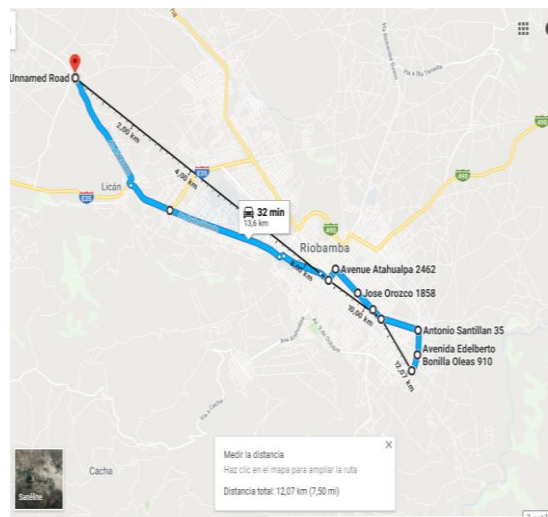 Unnamed Road
2,00 km
4,00 km
E35
Licán
E35
32 min
13,6 km
490
490
490
Riobamba
Avenue Atahualpa 2462
Jose Orozco 1858
10,00 km
Antonio Santillan 35
Avenida Edelberto
Bonilla Oleas 910
12,07 km
Cacha
Satélite
Medir la distancia
Haz clic en el mapa para ampliar la ruta
Distancia total: 12,07 km (7,50 mi)